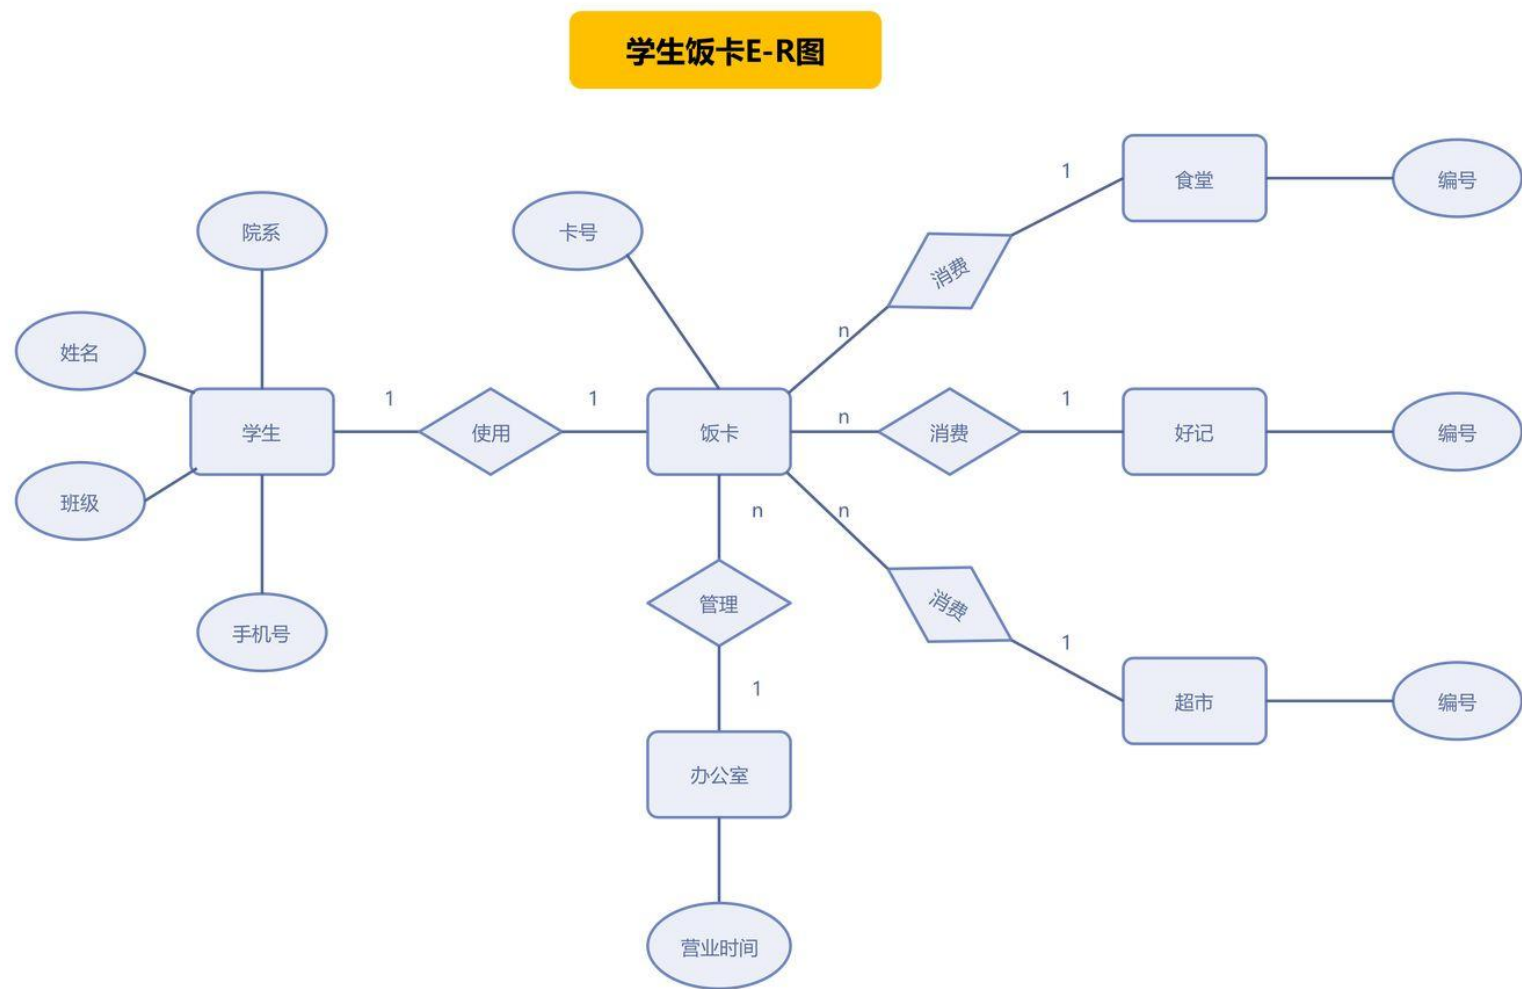 学生饭卡E-R图
食堂
编号
1
院系
卡号
消费
n
姓名
学生
1
使用
1
饭卡
n
消费
1
好记
编号
班级
n
n
手机号
管理
消费
1
1
超市
编号
办公室
营业时间